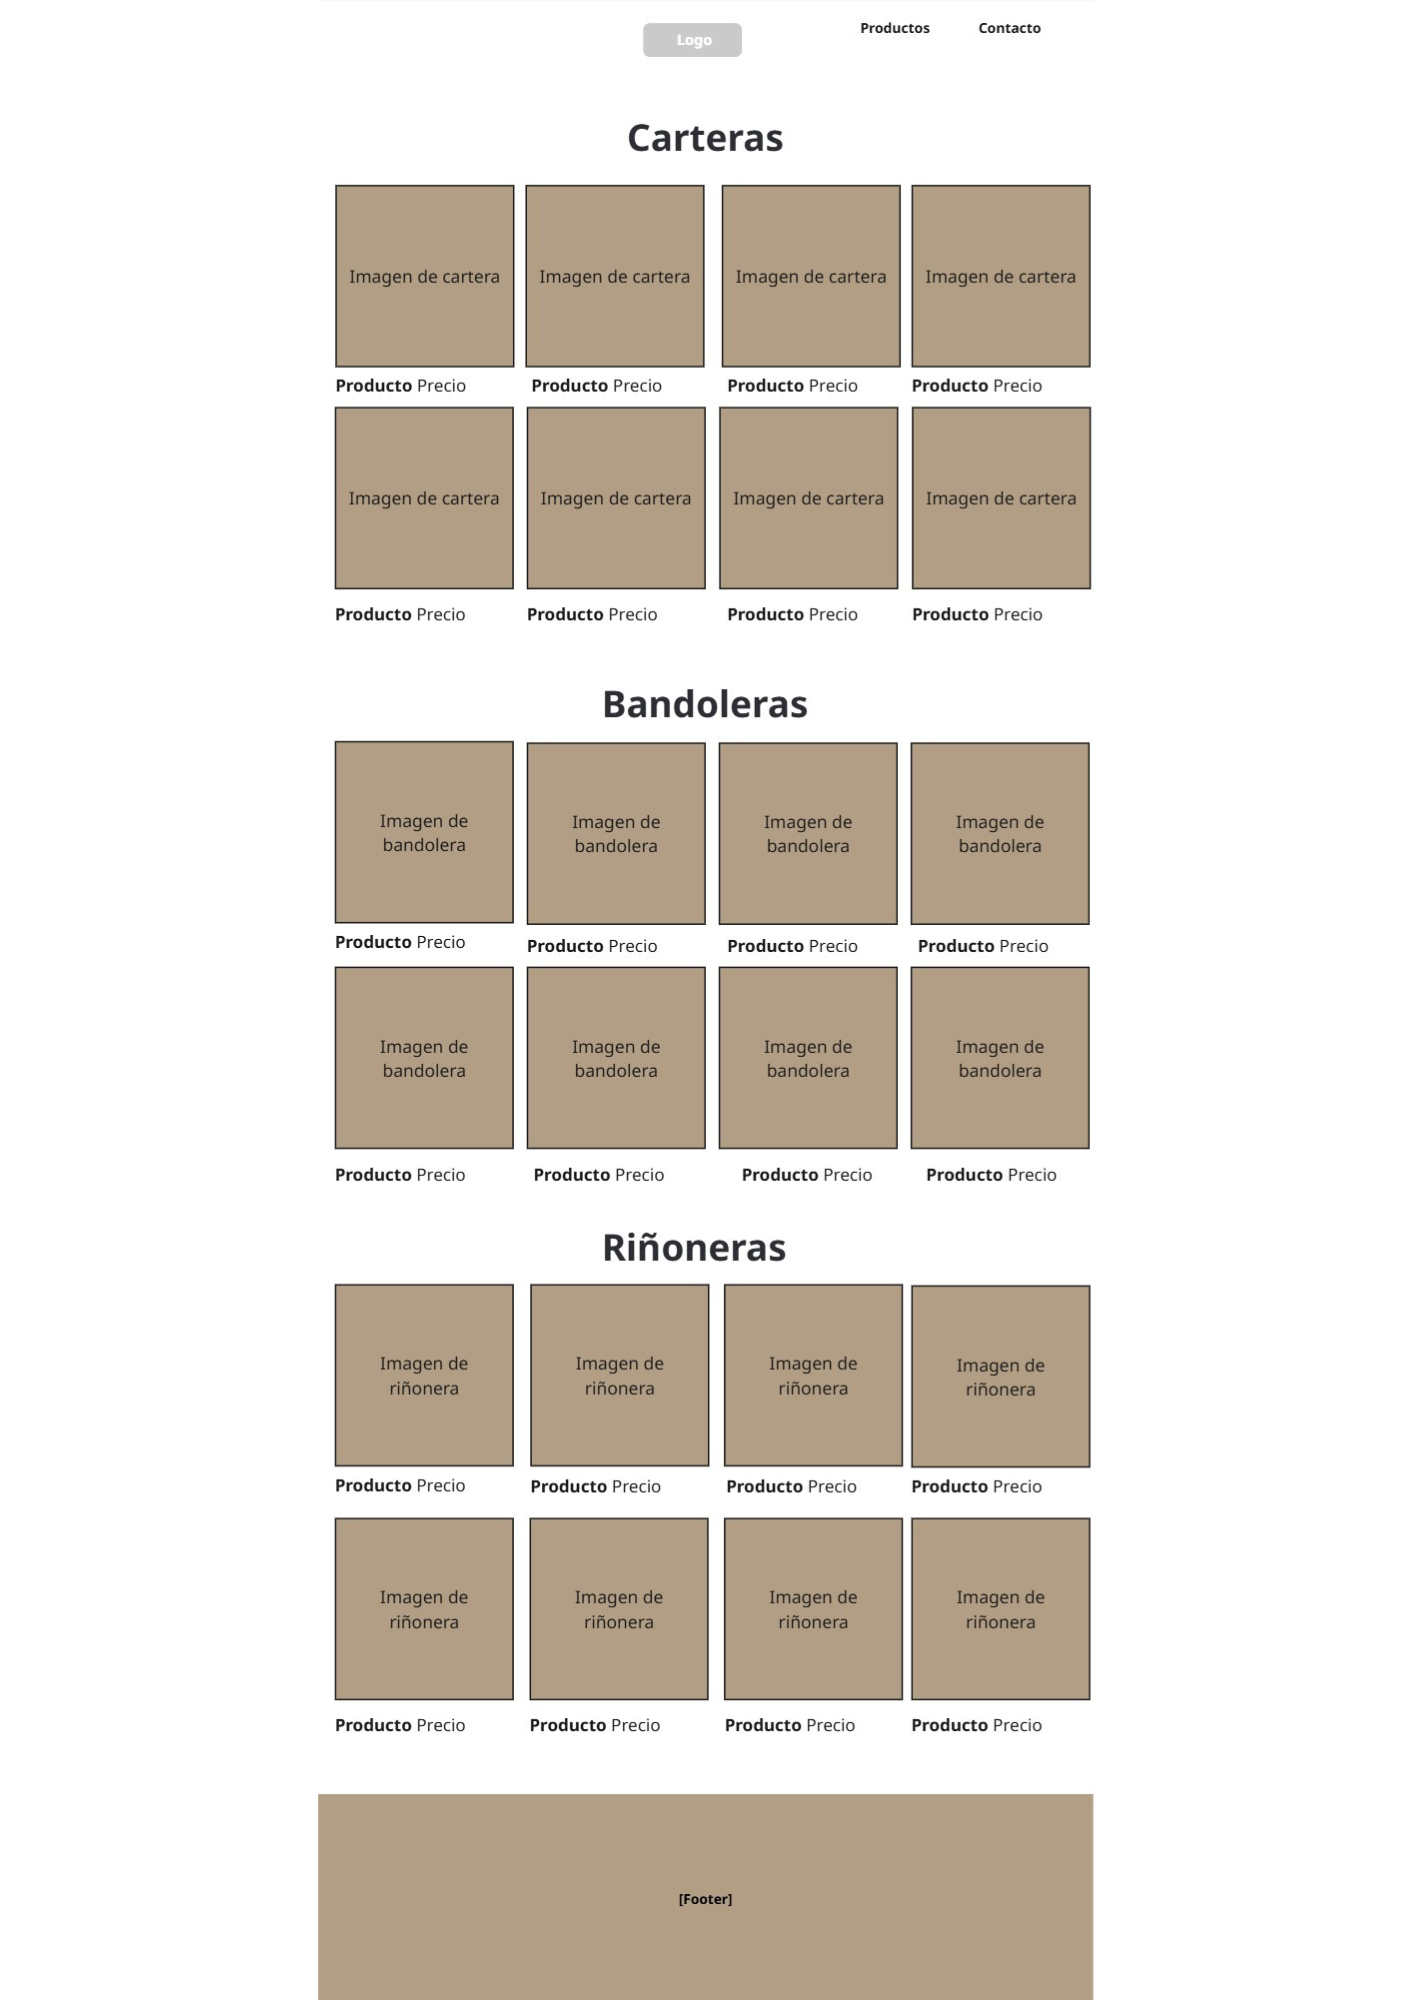 Logo
Productos
Contacto
Carteras
Imagen de cartera
Imagen de cartera
Imagen de cartera
Imagen de cartera
Producto Precio
Producto Precio
Producto Precio
Producto Precio
Imagen de cartera
Imagen de cartera
Imagen de cartera
Imagen de cartera
Producto Precio
Producto Precio
Producto Precio
Producto Precio
Bandoleras
Imagen de
bandolera
Imagen de
bandolera
Imagen de
bandolera
Imagen de
bandolera
Producto Precio
Producto Precio
Producto Precio
Producto Precio
Imagen de
bandolera
Imagen de
bandolera
Imagen de
bandolera
Imagen de
bandolera
Producto Precio
Producto Precio
Producto Precio
Producto Precio
Riñoneras
Imagen de
riñonera
Imagen de
riñonera
Imagen de
riñonera
Imagen de
riñonera
Producto Precio
Producto Precio
Producto Precio
Producto Precio
Imagen de
riñonera
Imagen de
riñonera
Imagen de
riñonera
Imagen de
riñonera
Producto Precio
Producto Precio
Producto Precio
Producto Precio
[Footer]